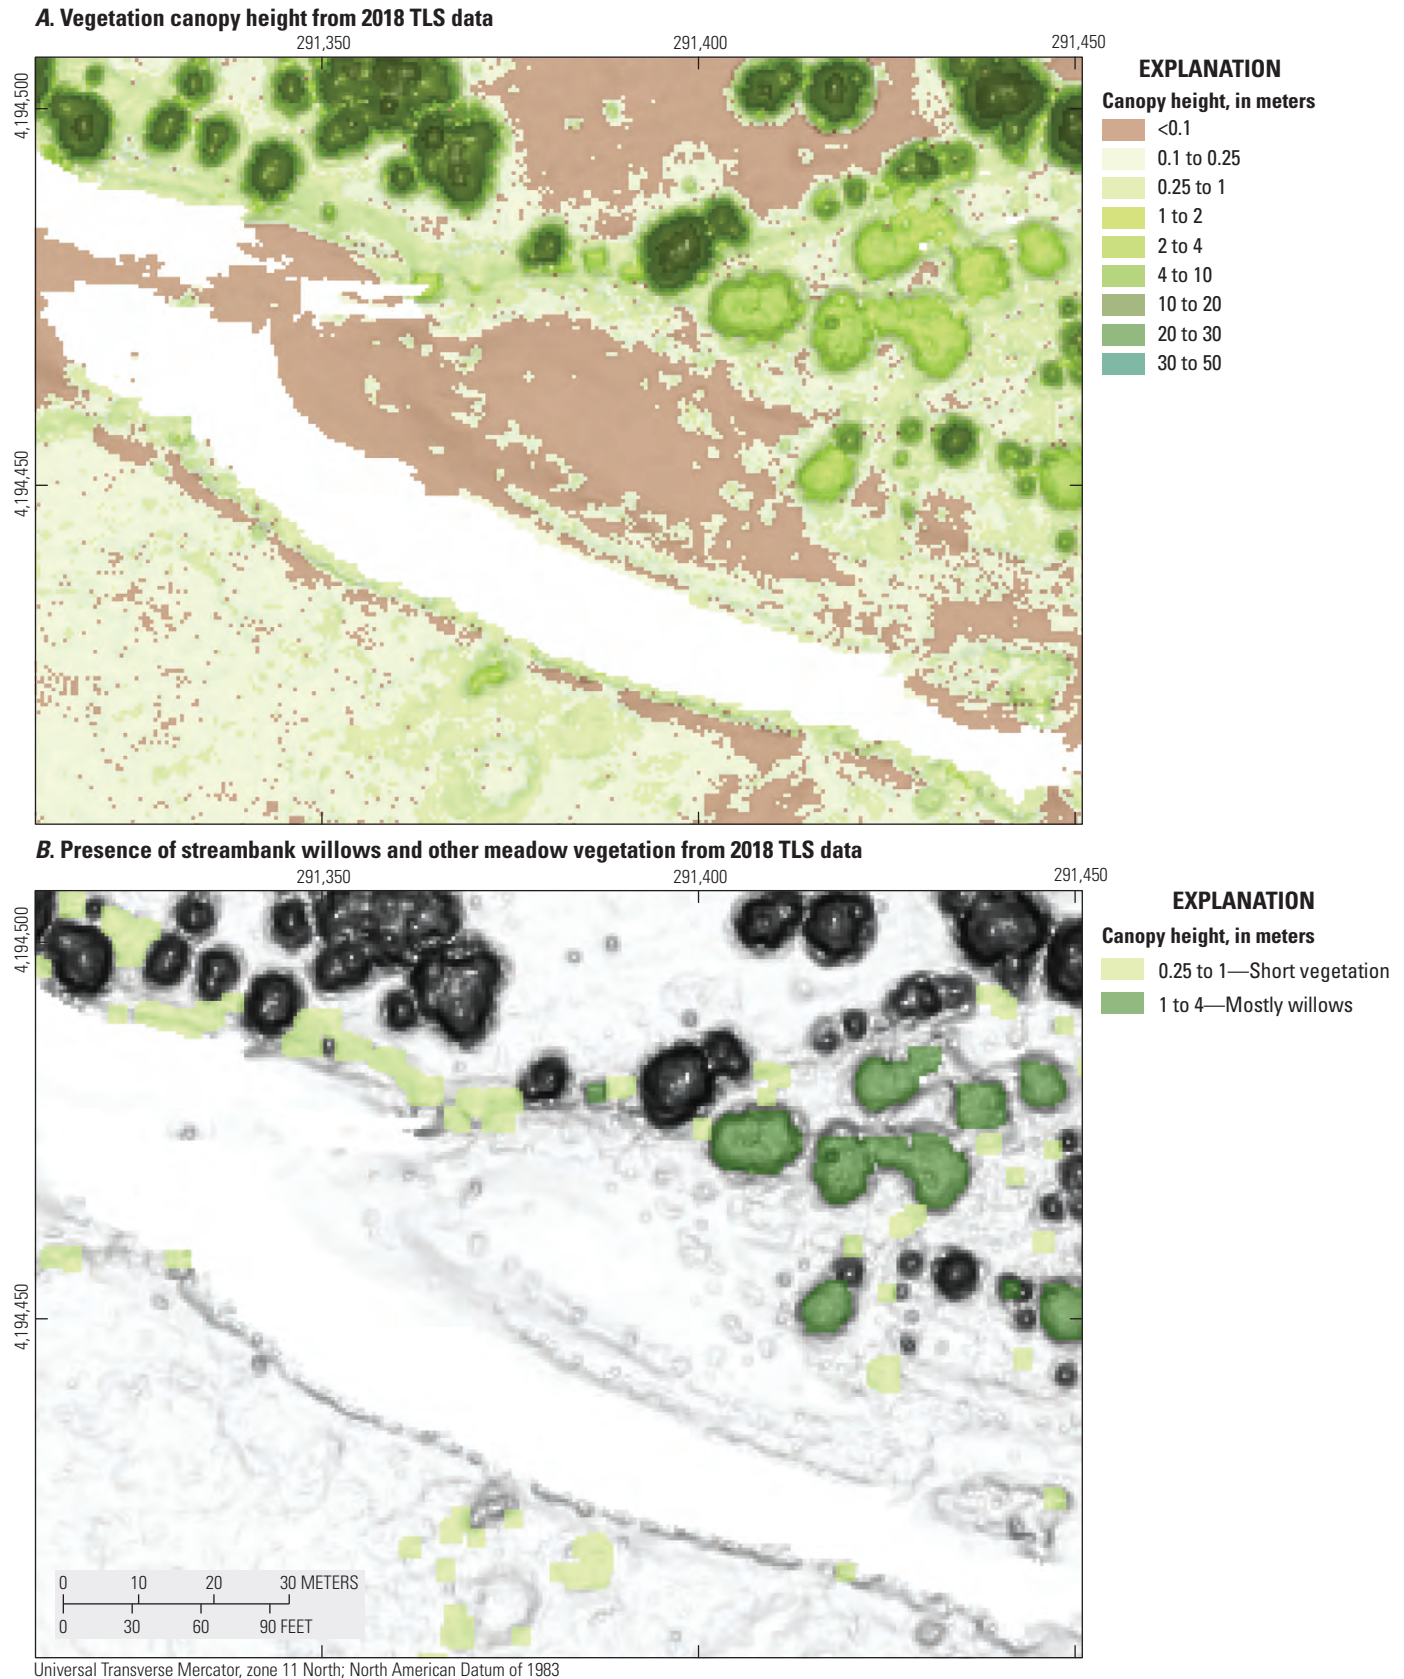 A. Vegetation canopy height from 2018 TLS data
291,350 291,400 291,450
4,194,500
4,194,450
EXPLANATION
Canopy height, in meters
<0.1
0.1 to 0.25
0.25 to 1
1 to 2
2 to 4
4 to 10
10 to 20
20 to 30
30 to 50
B. Presence of streambank willows and other meadow vegetation from 2018 TLS data
291,350 291,400 291,450
4,194,500
4,194,450
EXPLANATION
Canopy height, in meters
0.25 to 1—Short vegetation
1 to 4—Mostly willows
0 10 20 30 METERS
0 30 60 90 FEET
Universal Transverse Mercator, zone 11 North; North American Datum of 1983